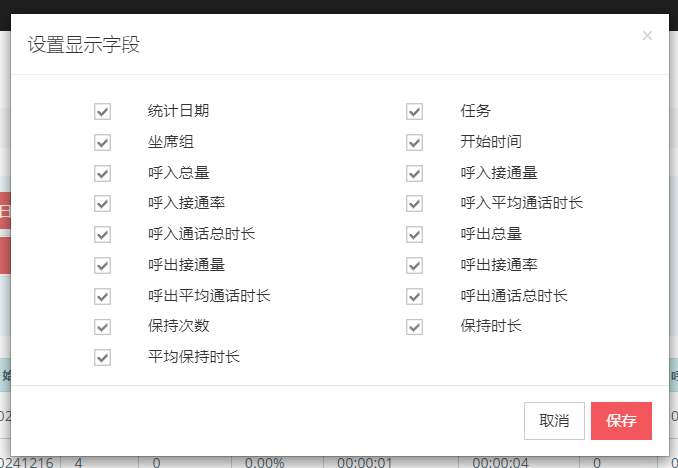 设置显示字段
×
统计日期 任务
坐席组 开始时间
呼入总量 呼入接通量
呼入接通率 呼入平均通话时长
呼入通话总时长 呼出总量
呼出接通量 呼出接通率
呼出平均通话时长 呼出通话总时长
保持次数 保持时长
平均保持时长
取消 保存
0241216 4 0 0.00% 00:00:01 00:00:04 0 0